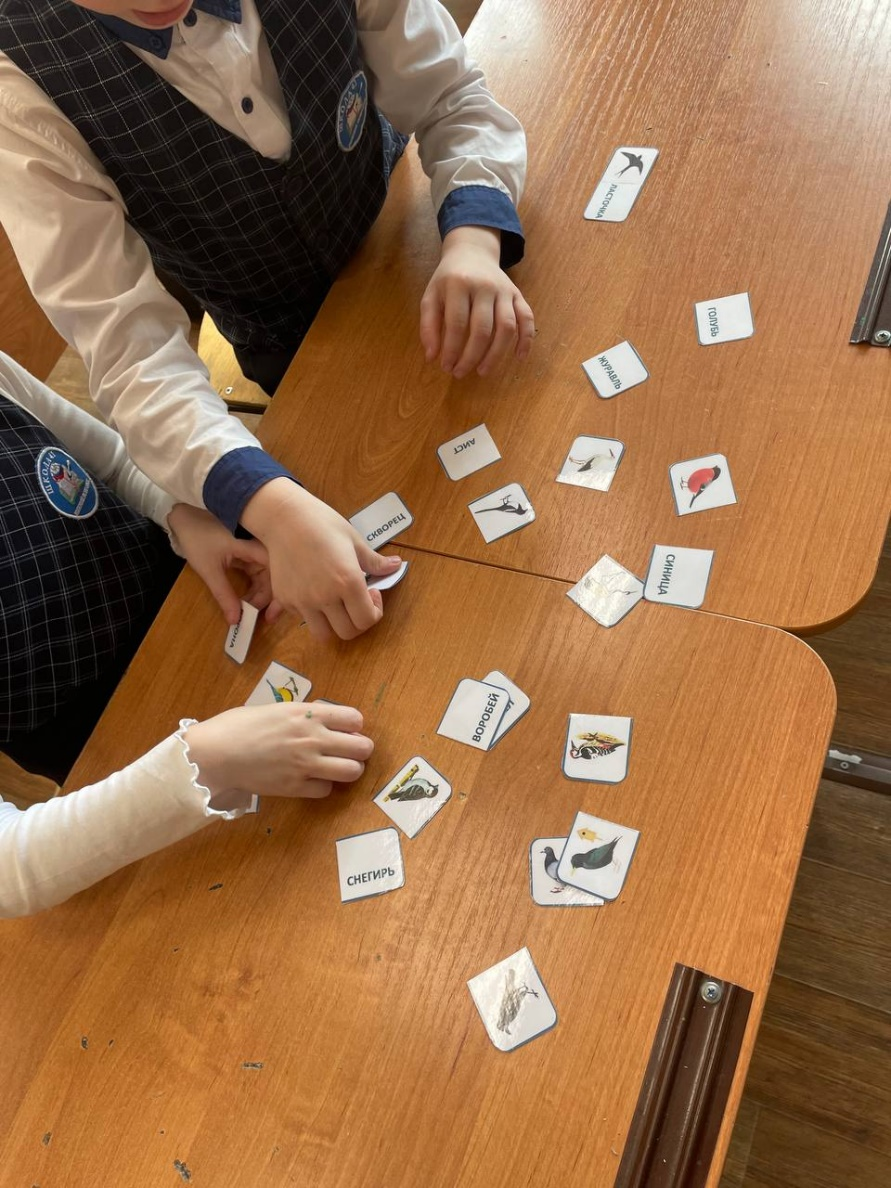 ЛАСТОЧКА
ГОЛУБЬ
ЖУРАВЛЬ
АИСТ
СКВОРЕЦ
СИНИЦА
ВОРОБЕЙ
СНЕГИРЬ